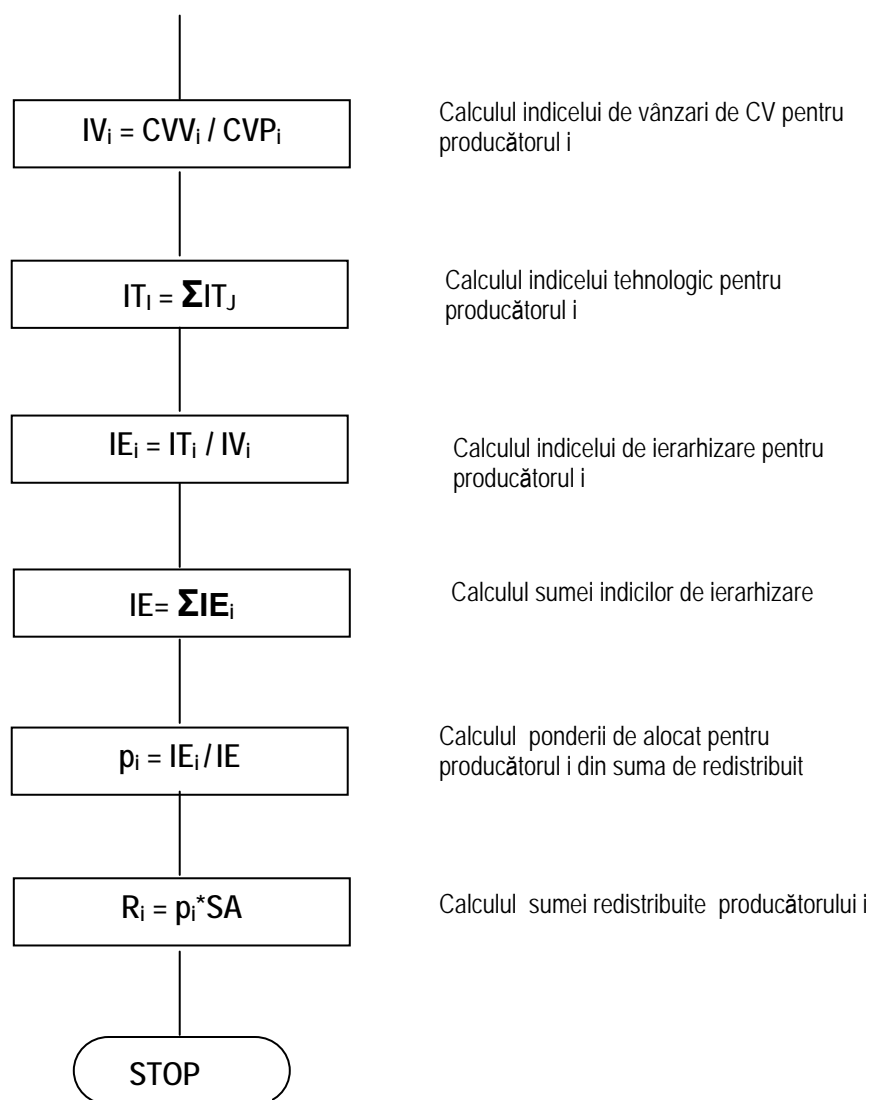 IVᵢ = CVVᵢ / CVPᵢ
Calculul indicelui de vânzari de CV pentru
producătorul i
ITₗ = ΣIT_J
Calculul indicelui tehnologic pentru
producătorul i
IEᵢ = ITᵢ / IVᵢ
Calculul indicelui de ierarhizare pentru
producătorul i
IE= ΣIEᵢ
Calculul sumei indicilor de ierarhizare
pᵢ = IEᵢ / IE
Calculul ponderii de alocat pentru
producătorul i din suma de redistribuit
Rᵢ = pᵢ*SA
Calculul sumei redistribuite producătorului i
STOP